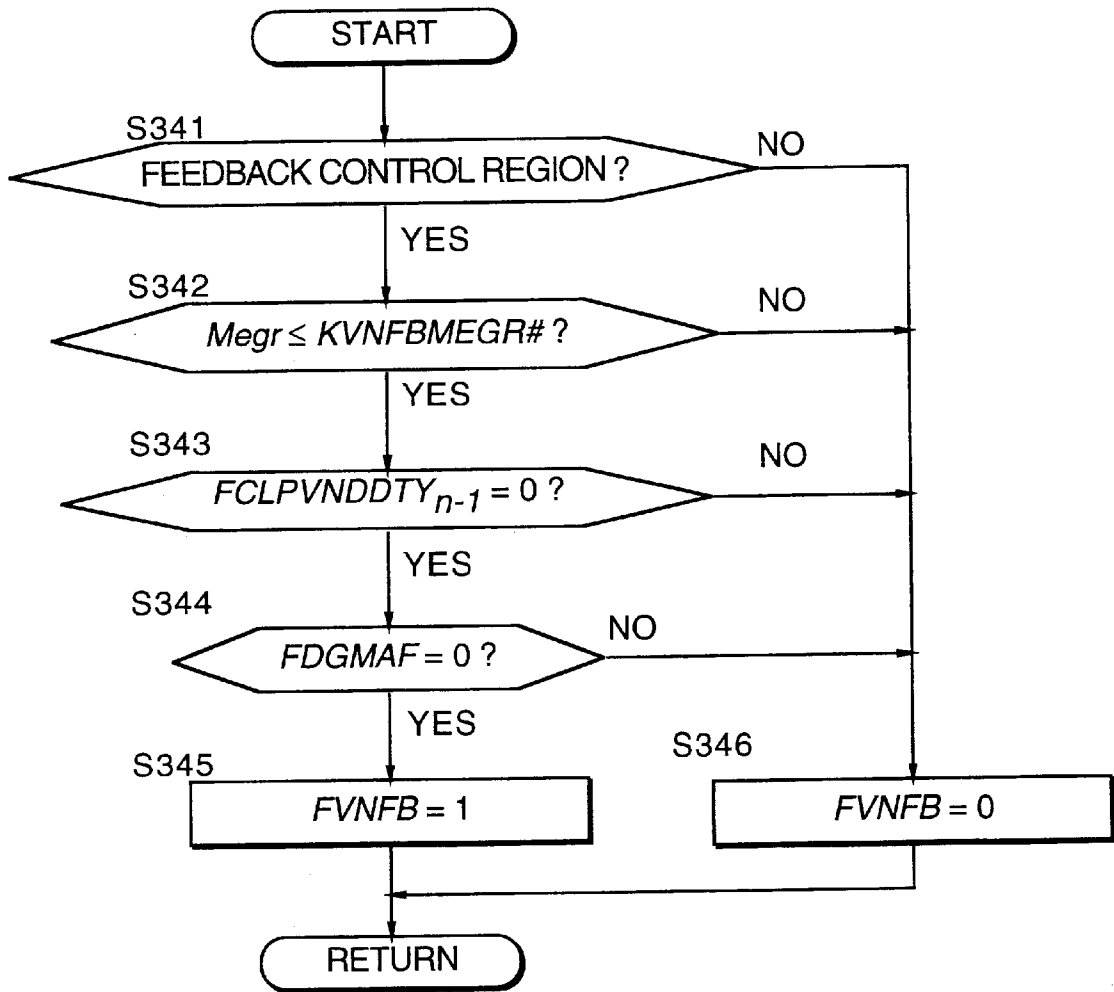 START
S341
FEEDBACK CONTROL REGION ?
NO
YES
S342
Megr ≤ KVNFBMEGR# ?
NO
YES
S343
FCLPVNDDTYn-1 = 0 ?
NO
YES
S344
FDGMAF = 0 ?
NO
YES
S345
FVNFB = 1
S346
FVNFB = 0
RETURN